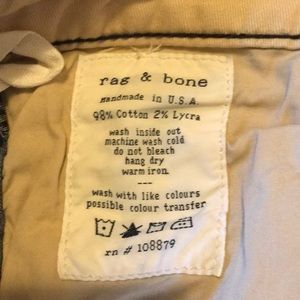 rag & bone
Handmade in U.S.A.
98% Cotton 2% Lycra
wash inside out
machine wash cold
do not bleach
hang dry
warm iron.
---
wash with like colours
possible colour transfer
rn # 108879